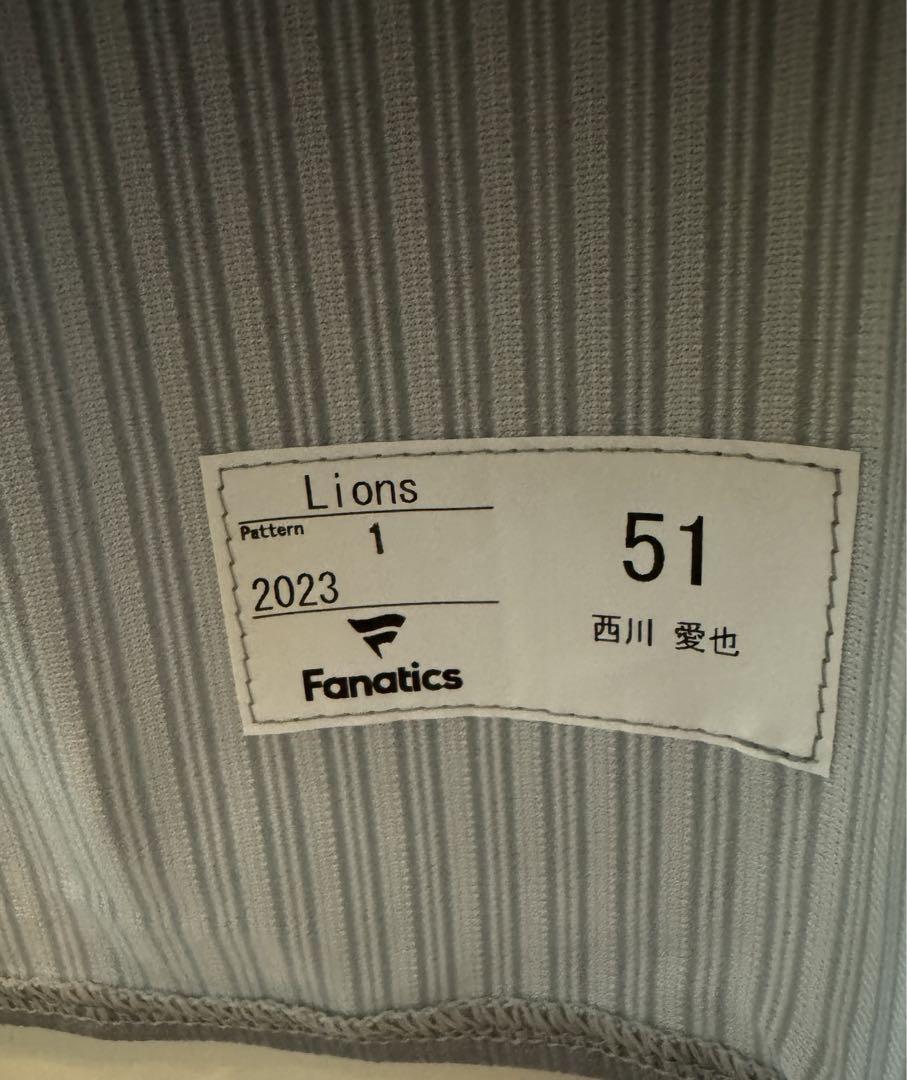 Lions
Pattern 1
2023
Fanatics
51
西川 愛也